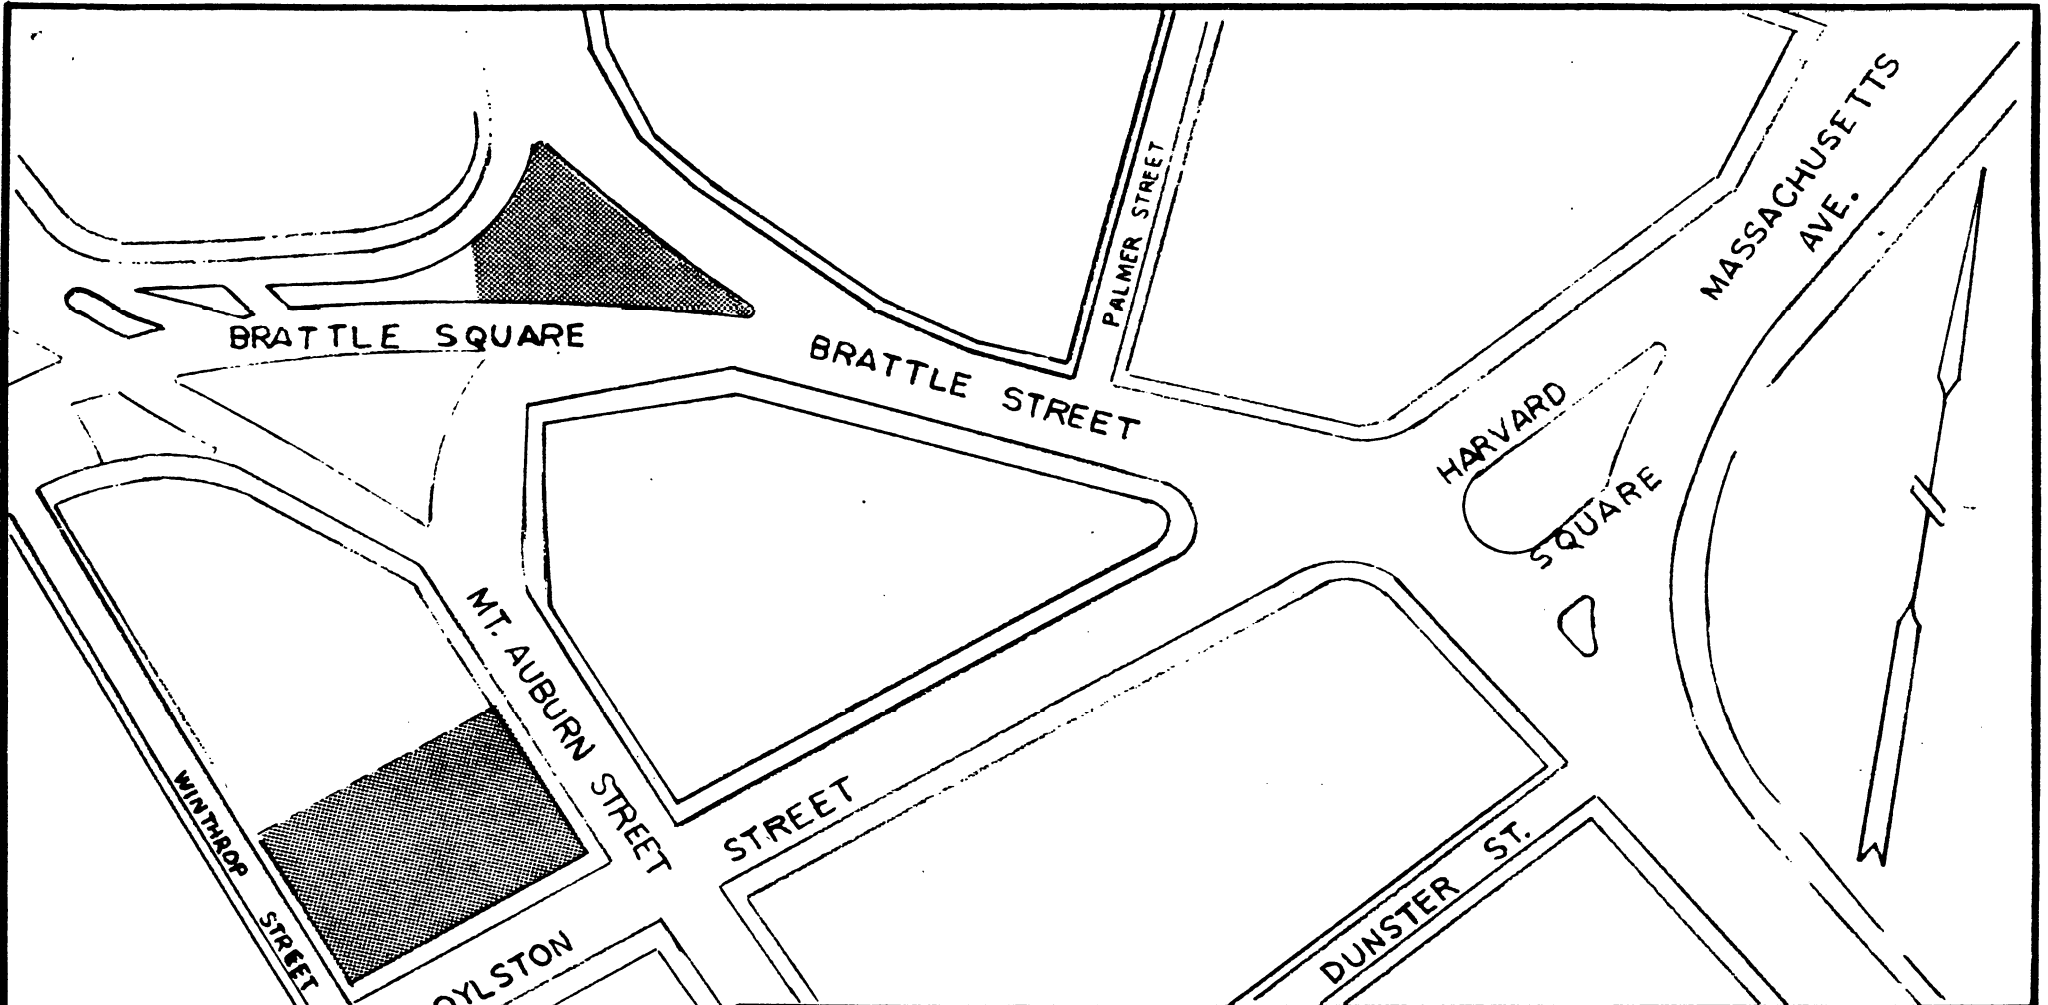 MASSACHUSETTS
AVE.
PALMER STREET
BRATTLE SQUARE
BRATTLE STREET
HARVARD
SQUARE
MT. AUBURN STREET
WINTHROP STREET
STREET
OYLSTON
DUNSTER ST.